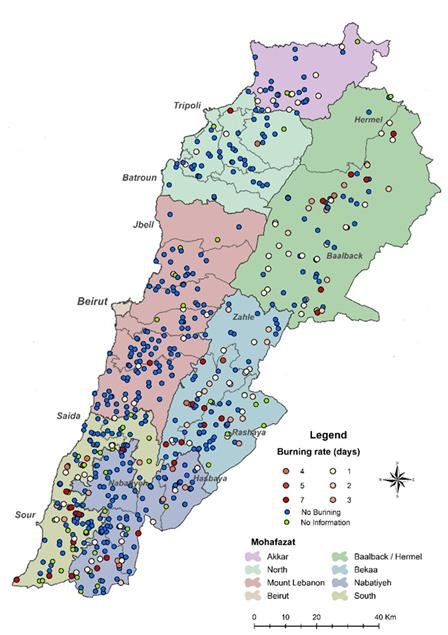 Tripoli
Hermel
Batroun
Jbeil
Baalback
Beirut
Zahle
Saida
Rashaya
Legend
Burning rate (days)
4 1
5 2
7 3
No Burining
No Information
Hasbaya
Nabatiyeh
Sour
Mohafazat
Akkar Baalback / Hermel
North Bekaa
Mount Lebanon Nabatiyeh
Beirut South
0 10 20 40 Km